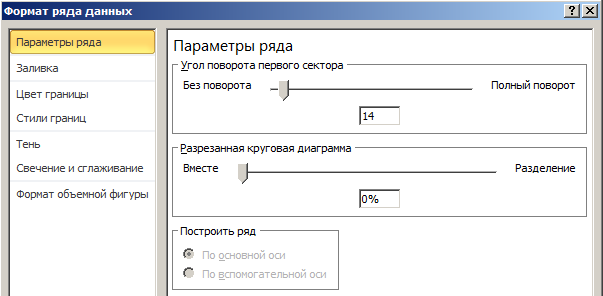 Формат ряда данных
Параметры ряда
Заливка
Цвет границы
Стили границ
Тень
Свечение и сглаживание
Формат объемной фигуры
Параметры ряда
Угол поворота первого сектора
Без поворота Полный поворот
14
Разрезанная круговая диаграмма
Вместе Разделение
0%
Построить ряд
По основной оси
По вспомогательной оси